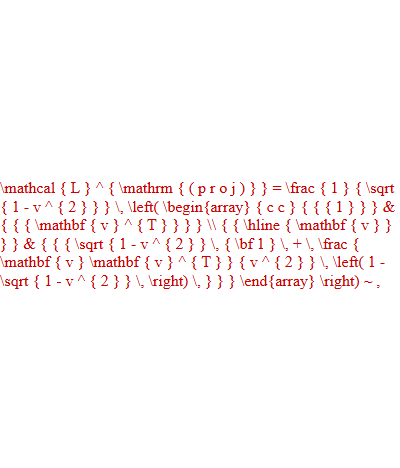 \mathcal { L } ^ { \mathrm { ( p r o j ) } } = \frac { 1 } { \sqrt
{ 1 - v ^ { 2 } } } \, \left( \begin{array} { c c } { { { 1 } } } &
{ { { \mathbf { v } ^ { T } } } } \\ { { \hline { \mathbf { v } }
} } & { { { \sqrt { 1 - v ^ { 2 } } \, { \bf 1 } \, + \, \frac {
\mathbf { v } \mathbf { v } ^ { T } } { v ^ { 2 } } \, \left( 1 -
\sqrt { 1 - v ^ { 2 } } \, \right) \, } } } \end{array} \right) ~ ,